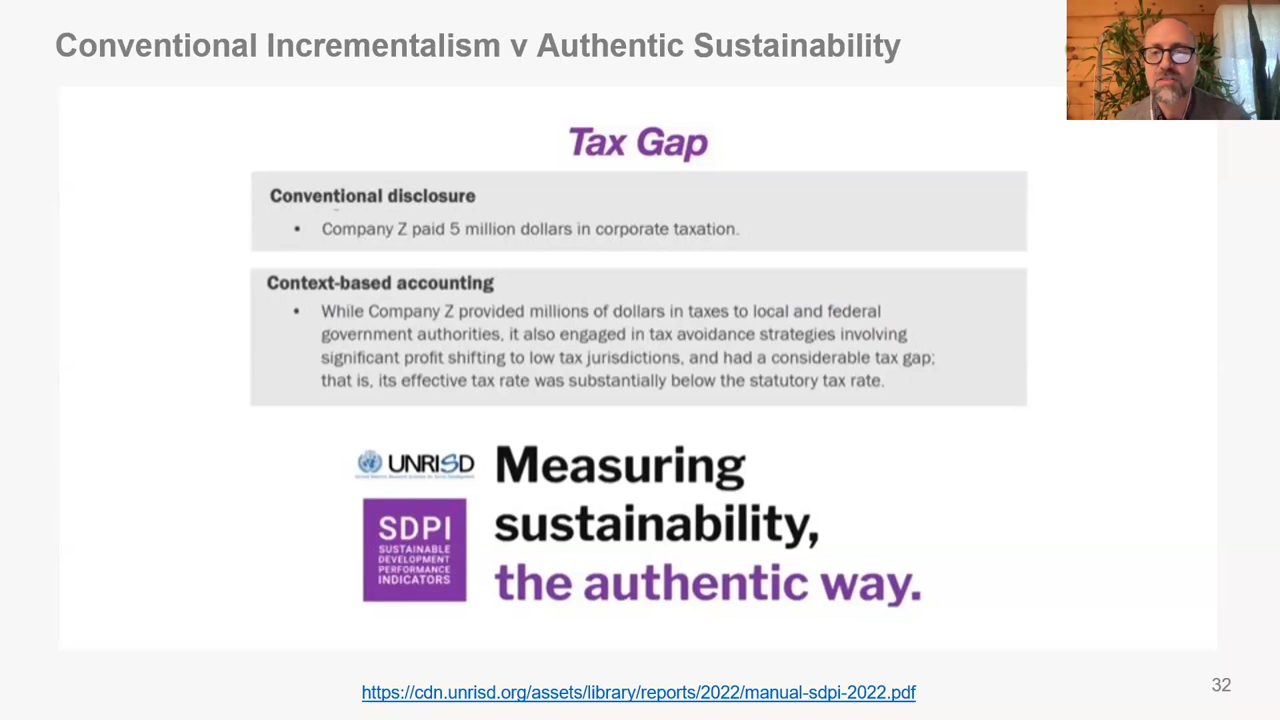 Conventional Incrementalism v Authentic Sustainability
Tax Gap
Conventional disclosure
• Company Z paid 5 million dollars in corporate taxation.
Context-based accounting
• While Company Z provided millions of dollars in taxes to local and federal
government authorities, it also engaged in tax avoidance strategies involving
significant profit shifting to low tax jurisdictions, and had a considerable tax gap;
that is, its effective tax rate was substantially below the statutory tax rate.
UNRISD
SDPI
SUSTAINABLE
DEVELOPMENT
PERFORMANCE
INDICATORS
Measuring
sustainability,
the authentic way.
https://cdn.unrisd.org/assets/library/reports/2022/manual-sdpi-2022.pdf
32